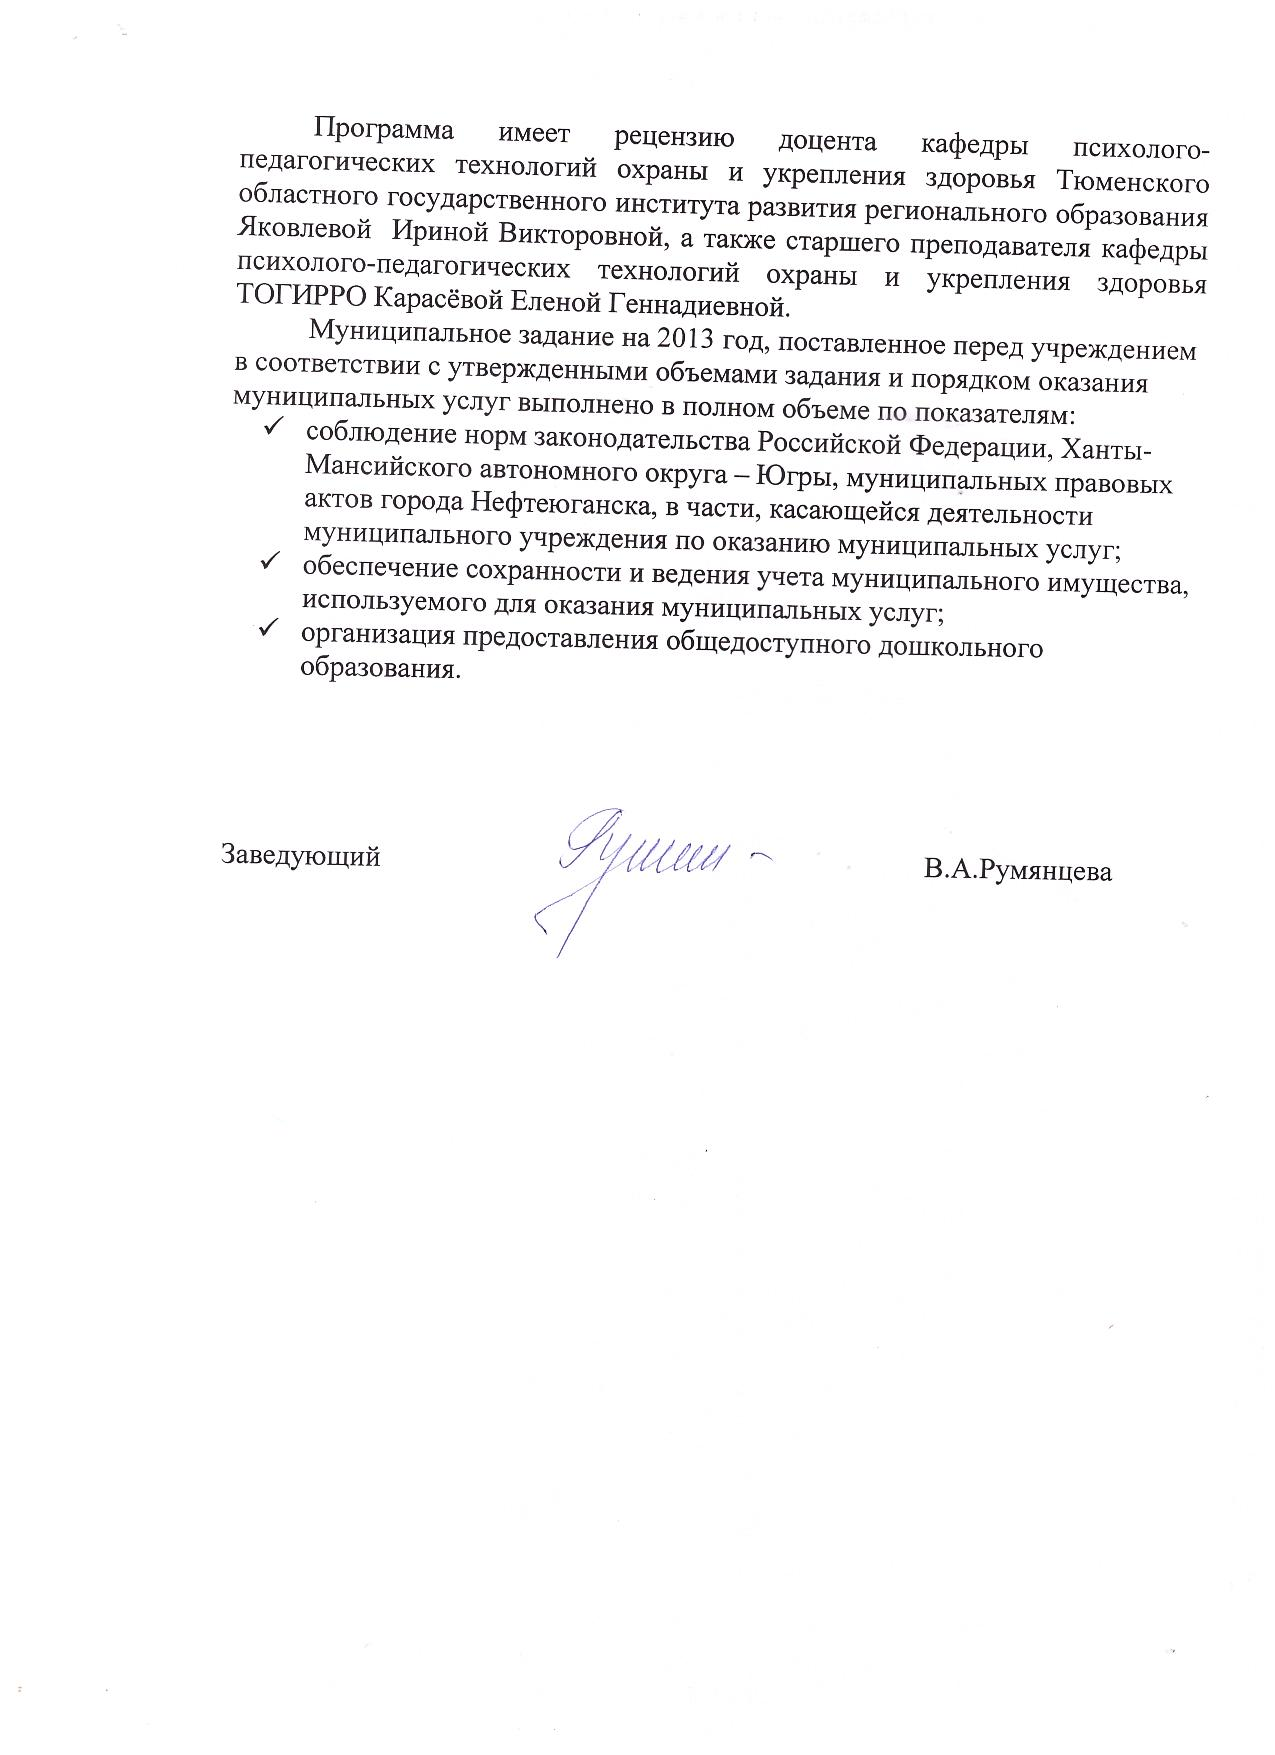 Программа имеет рецензию доцента кафедры психолого-
педагогических технологий охраны и укрепления здоровья Тюменского
областного государственного института развития регионального образования
Яковлевой Ириной Викторовной, а также старшего преподавателя кафедры
психолого-педагогических технологий охраны и укрепления здоровья
ТОГИРРО Карасёвой Еленой Геннадиевной.
Муниципальное задание на 2013 год, поставленное перед учреждением
в соответствии с утвержденными объемами задания и порядком оказания
муниципальных услуг выполнено в полном объеме по показателям:
✓ соблюдение норм законодательства Российской Федерации, Ханты-
Мансийского автономного округа – Югры, муниципальных правовых
актов города Нефтеюганска, в части, касающейся деятельности
муниципального учреждения по оказанию муниципальных услуг;
✓ обеспечение сохранности и ведения учета муниципального имущества,
используемого для оказания муниципальных услуг;
✓ организация предоставления общедоступного дошкольного
образования.
Заведующий В.А.Румянцева